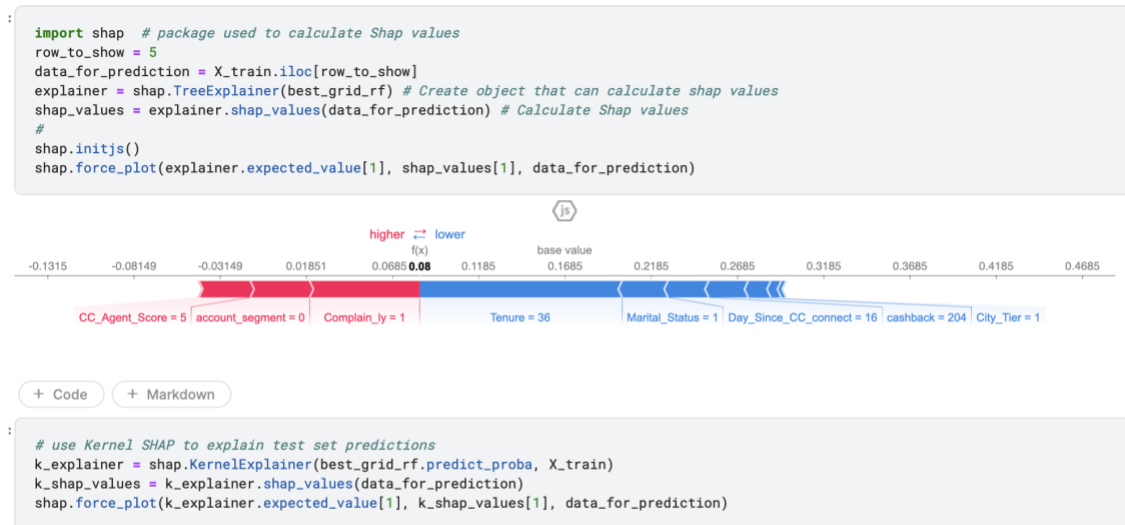 import shap  # package used to calculate Shap values
row_to_show = 5
data_for_prediction = X_train.iloc[row_to_show]
explainer = shap.TreeExplainer(best_grid_rf) # Create object that can calculate shap values
shap_values = explainer.shap_values(data_for_prediction) # Calculate Shap values
#
shap.initjs()
shap.force_plot(explainer.expected_value[1], shap_values[1], data_for_prediction)
js
higher ⇄ lower
f(x) base value
-0.1315 -0.08149 -0.03149 0.01851 0.0685 0.08 0.1185 0.1685 0.2185 0.2685 0.3185 0.3685 0.4185 0.4685
CC_Agent_Score = 5 account_segment = 0 Complain_ly = 1 Tenure = 36 Marital_Status = 1 Day_Since_CC_connect = 16 cashback = 204 City_Tier = 1
+ Code + Markdown
# use Kernel SHAP to explain test set predictions
k_explainer = shap.KernelExplainer(best_grid_rf.predict_proba, X_train)
k_shap_values = k_explainer.shap_values(data_for_prediction)
shap.force_plot(k_explainer.expected_value[1], k_shap_values[1], data_for_prediction)